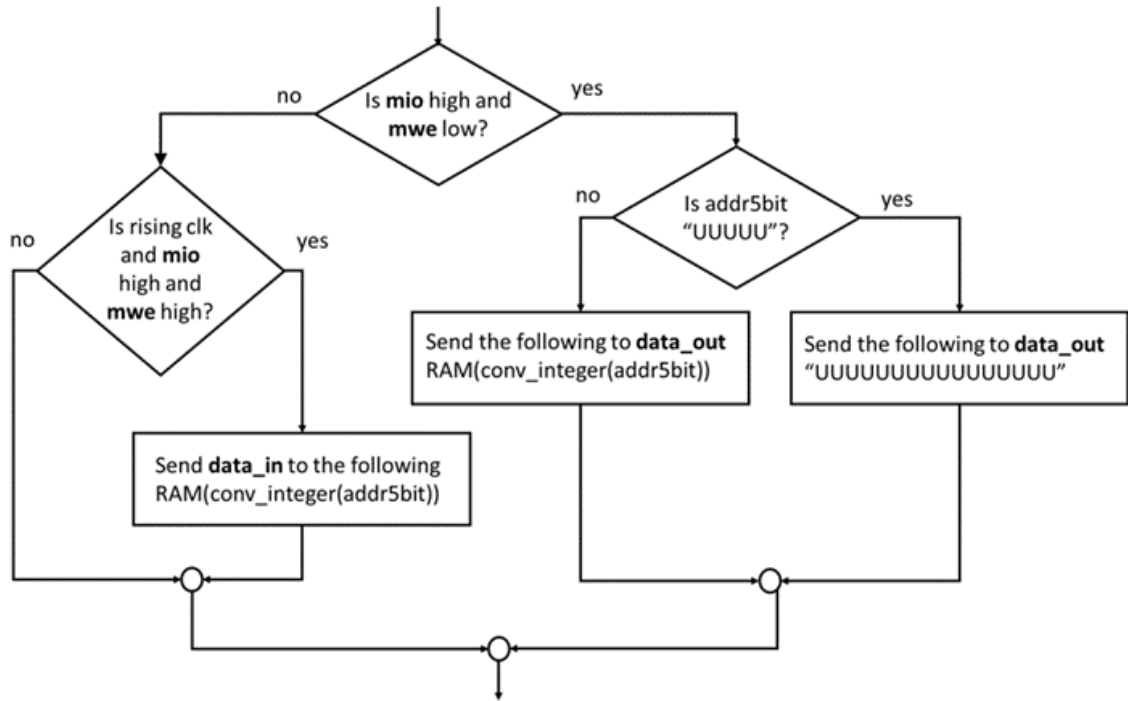 no
Is mio high and
mwe low?
yes
no
Is rising clk
and mio
high and
mwe high?
yes
no
Is addr5bit
“UUUUU”?
yes
Send the following to data_out
RAM(conv_integer(addr5bit))
Send the following to data_out
“UUUUUUUUUUUUUUUU”
Send data_in to the following
RAM(conv_integer(addr5bit))